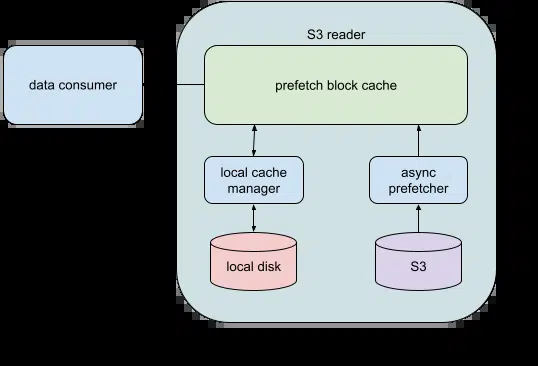 S3 reader
data consumer
prefetch block cache
local cache
manager
async
prefetcher
local disk
S3